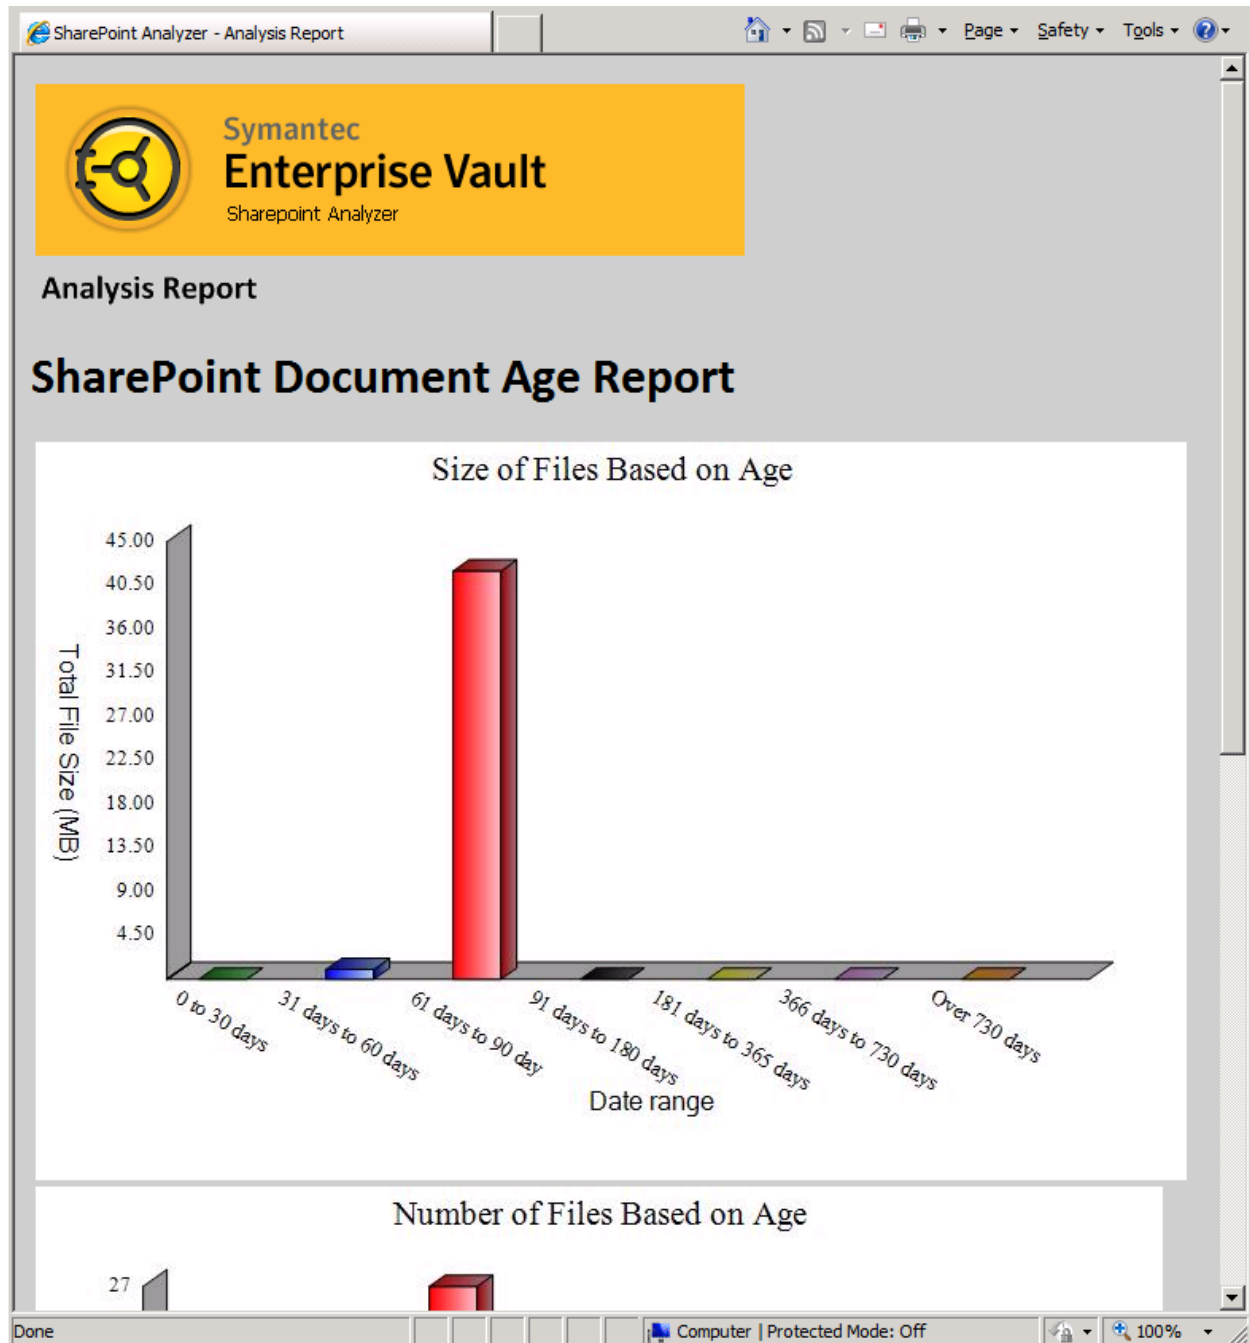 SharePoint Analyzer - Analysis Report
Page Safety Tools
Symantec
Enterprise Vault
Sharepoint Analyzer
Analysis Report
SharePoint Document Age Report
Size of Files Based on Age
45.00
40.50
36.00
31.50
27.00
22.50
18.00
13.50
9.00
4.50
Total File Size (MB)
0 to 30 days
31 days to 60 days
61 days to 90 day
91 days to 180 days
181 days to 365 days
366 days to 730 days
Over 730 days
Date range
Number of Files Based on Age
27
Done
Computer | Protected Mode: Off
100%